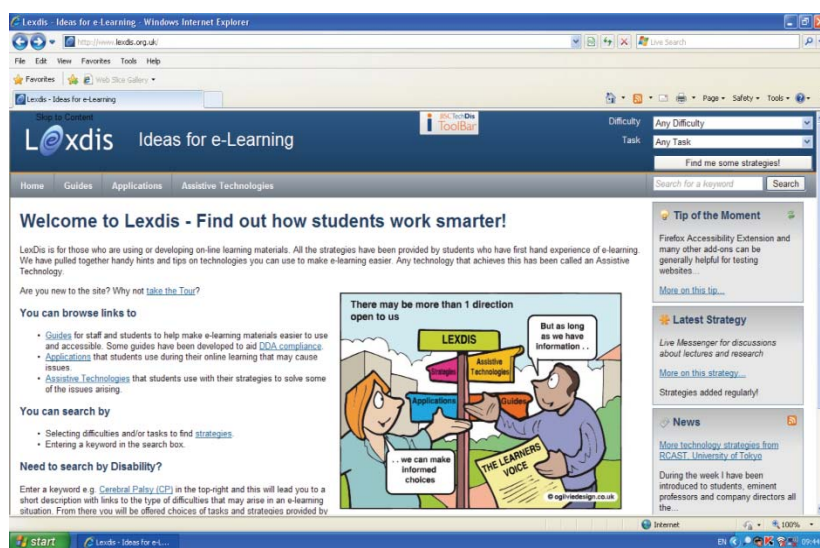 Lexdis - Ideas for e-Learning - Windows Internet Explorer
http://www.lexdis.org.uk/
Live Search
File Edit View Favorites Tools Help
Favorites
Web Slice Gallery
Lexdis - Ideas for e-Learning
Page Safety Tools
Skip to Content
JISC TechDis
ToolBar
Lexdis Ideas for e-Learning
Difficulty Any Difficulty
Task Any Task
Find me some strategies!
Home Guides Applications Assistive Technologies
Search for a keyword Search
Welcome to Lexdis - Find out how students work smarter!
LexDis is for those who are using or developing on-line learning materials. All the strategies have been provided by students who have first hand experience of e-learning.
We have pulled together handy hints and tips on technologies you can use to make e-learning easier. Any technology that achieves this has been called an Assistive
Technology.
Are you new to the site? Why not take the Tour?
You can browse links to
• Guides for staff and students to help make e-learning materials easier to use
and accessible. Some guides have been developed to aid DDA compliance.
• Applications that students use during their online learning that may cause
issues.
• Assistive Technologies that students use with their strategies to solve some
of the issues arising.
You can search by
• Selecting difficulties and/or tasks to find strategies.
• Entering a keyword in the search box.
Need to search by Disability?
Enter a keyword e.g. Cerebral Palsy (CP) in the top-right and this will lead you to a
short description with links to the type of difficulties that may arise in an e-learning
situation. From there you will be offered choices of tasks and strategies provided by
There may be more than 1 direction
open to us
LEXDIS
But as long
as we have
information . .
Strategies
Assistive
Technologies
Applications
Guides
. . we can make
informed
choices
THE LEARNERS
VOICE
© ogilviedesign.co.uk
Tip of the Moment
Firefox Accessibility Extension and
many other add-ons can be
generally helpful for testing
websites...
More on this tip...
Latest Strategy
Live Messenger for discussions
about lectures and research
More on this strategy...
Strategies added regularly!
News
More technology strategies from
RCAST, University of Tokyo
During the week I have been
introduced to students, eminent
professors and company directors all
the...
Internet
100%
start
Lexdis - Ideas for e-L...
EN
09:44